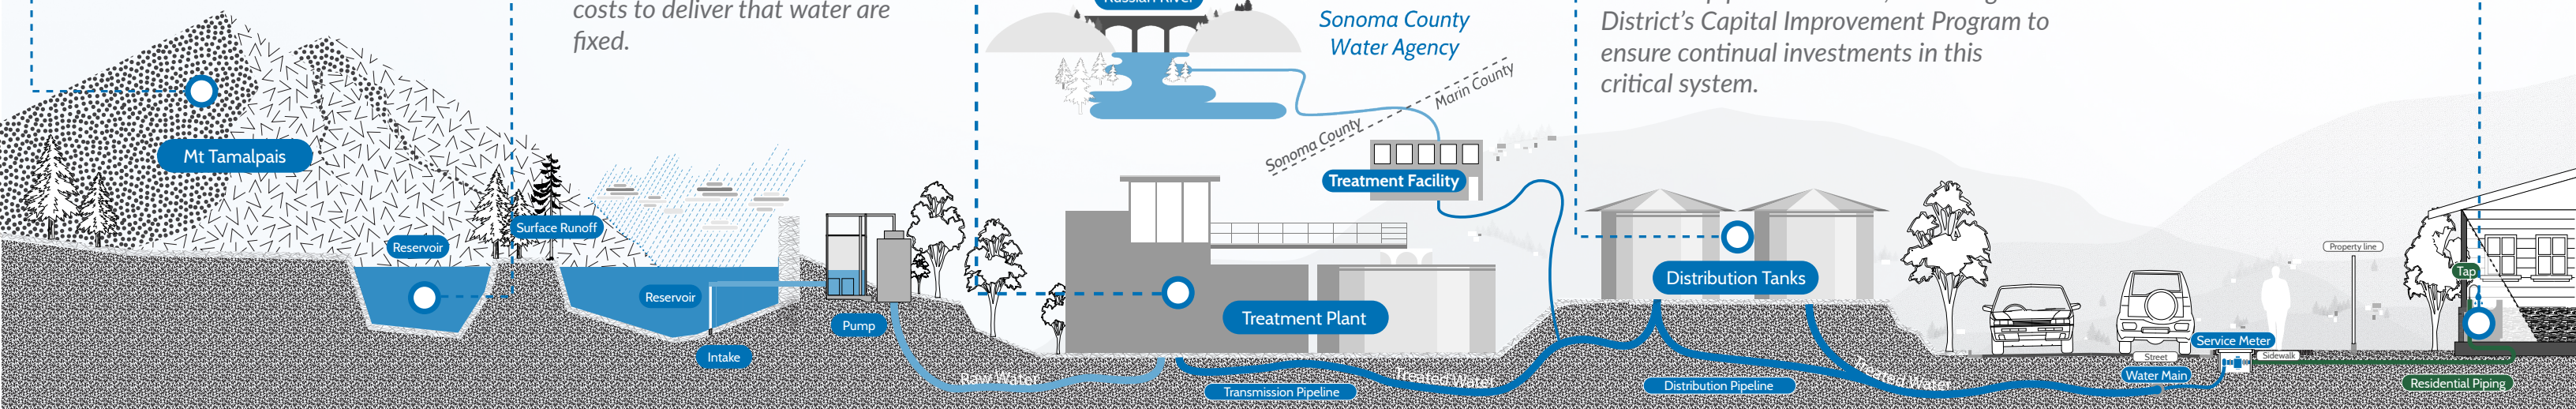 costs to deliver that water are
fixed.
Russian River
Sonoma County
Water Agency
District's Capital Improvement Program to
ensure continual investments in this
critical system.
Marin County
Sonoma County
Mt Tamalpais
Treatment Facility
Surface Runoff
Reservoir
Property line
Tap
Distribution Tanks
Reservoir
Treatment Plant
Pump
Service Meter
Intake
Street
Sidewalk
Raw Water
Treated Water
Treated Water
Water Main
Transmission Pipeline
Distribution Pipeline
Residential Piping